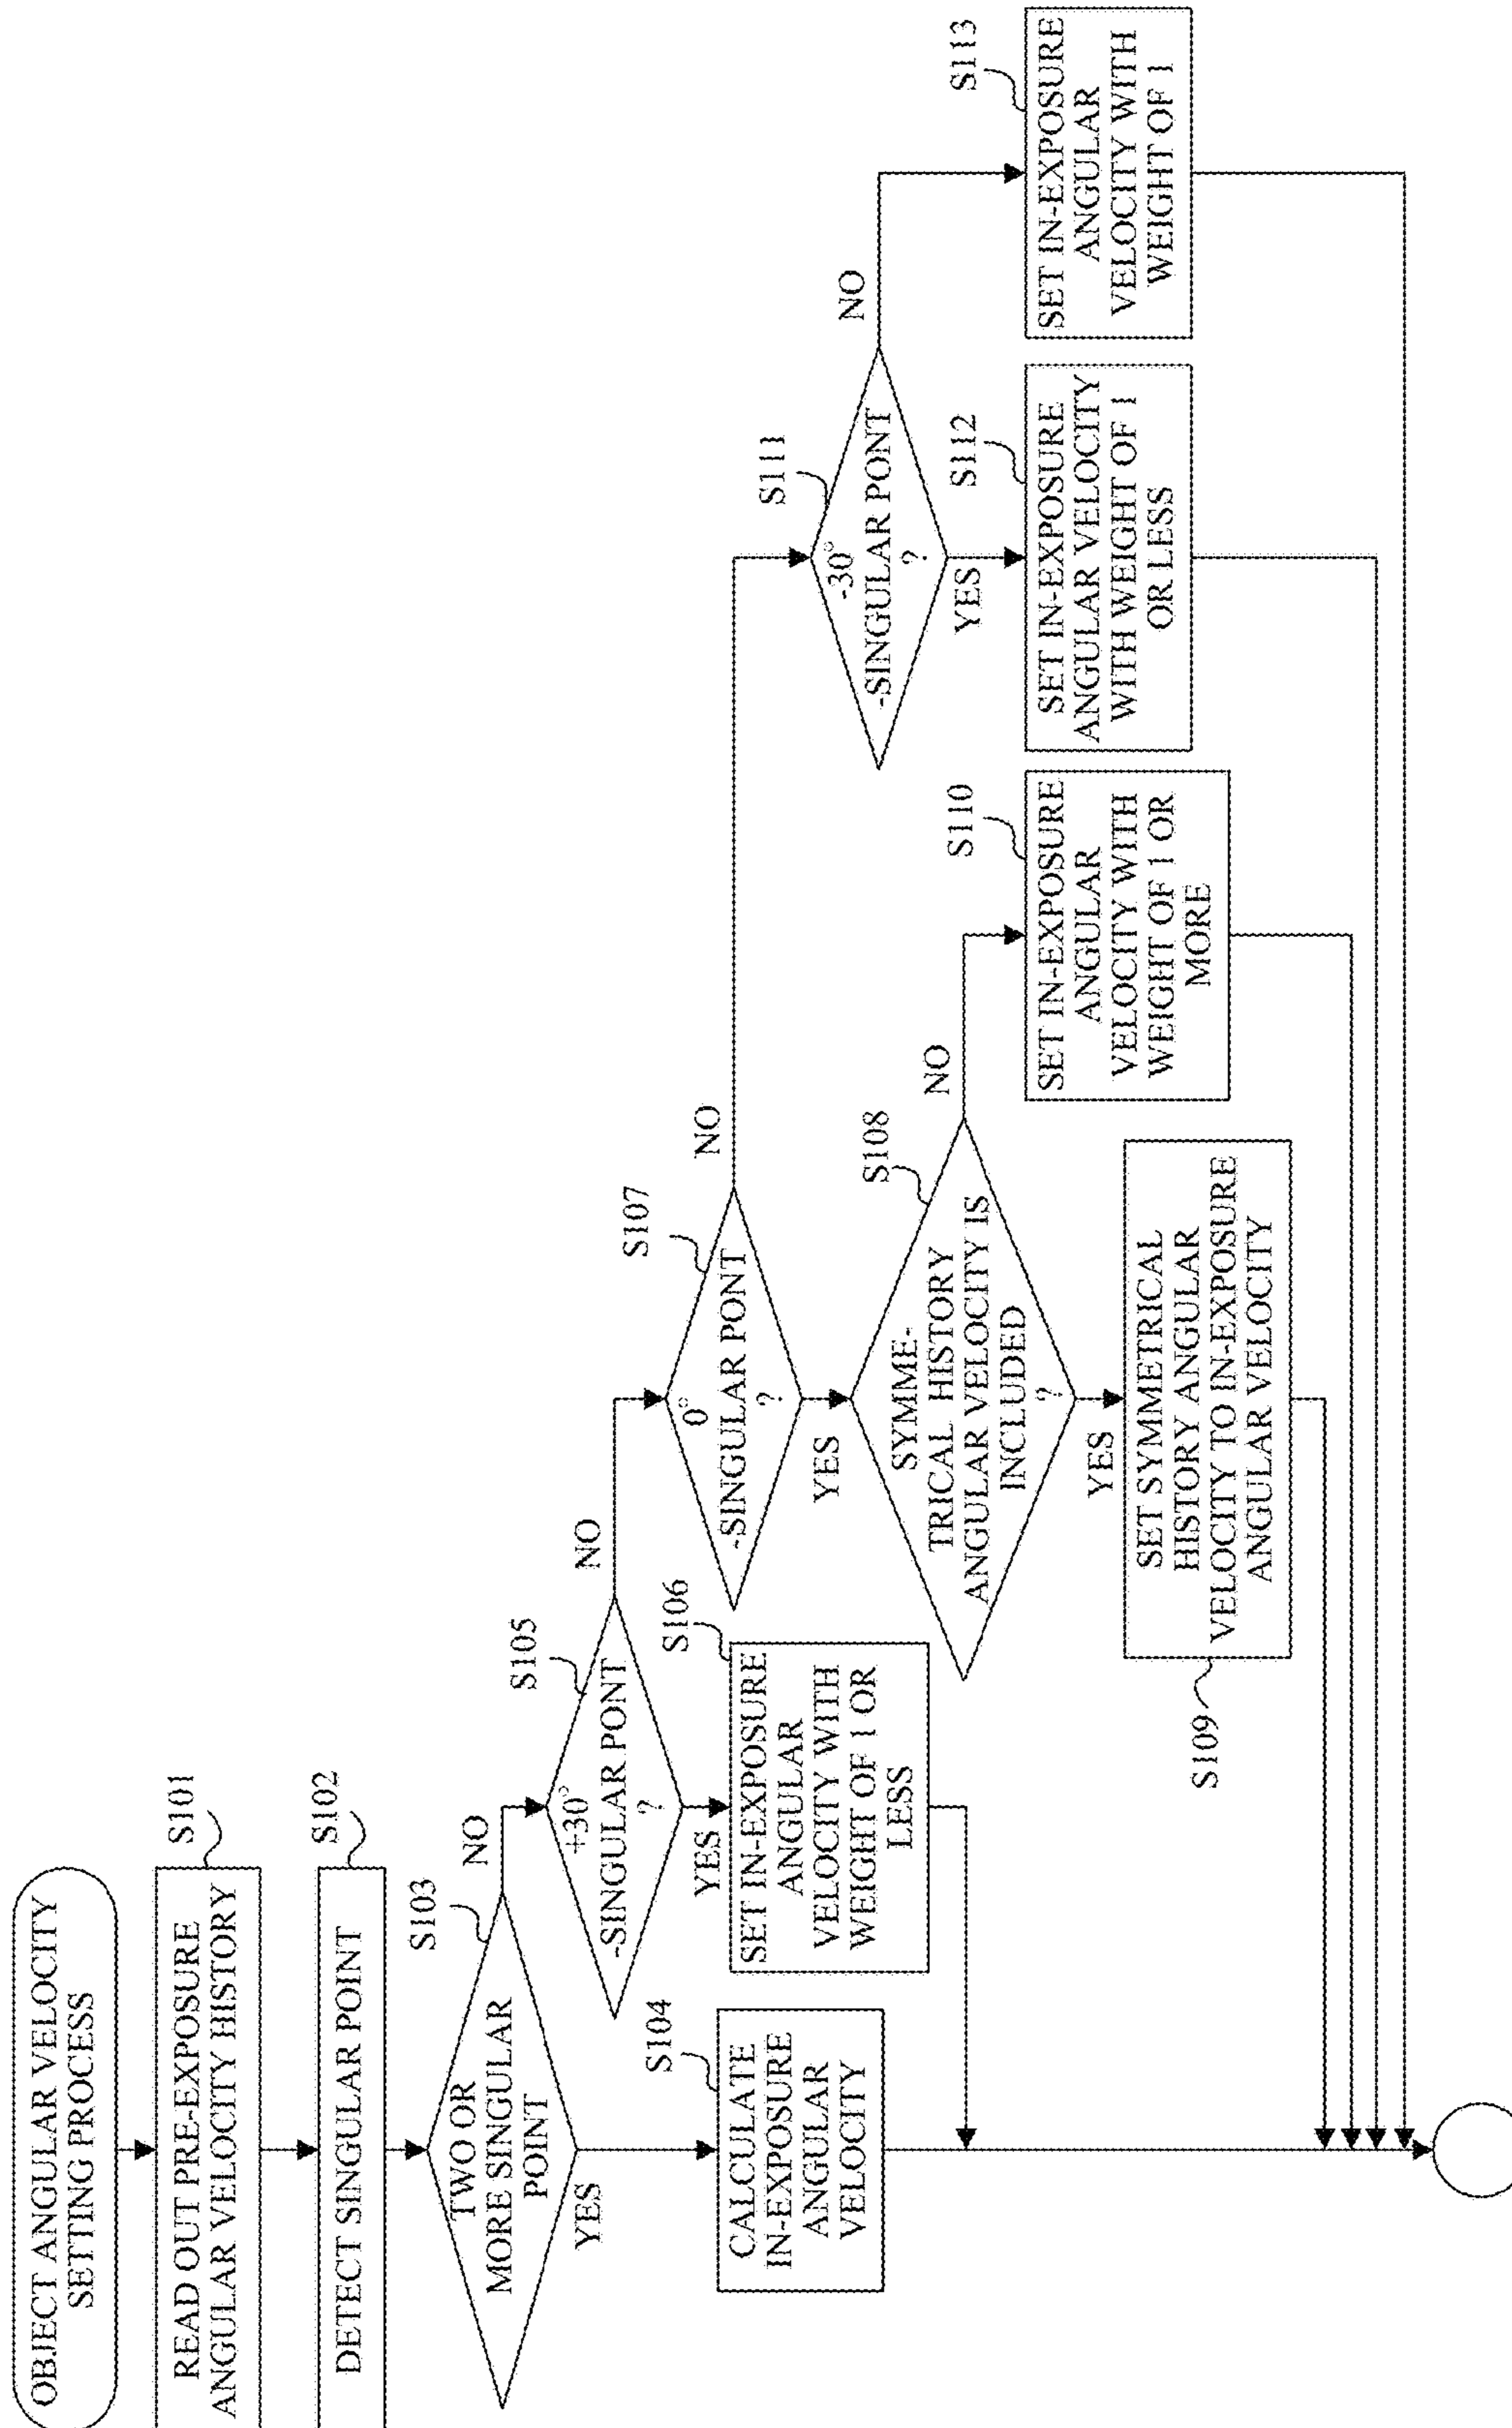 OBJECT ANGULAR VELOCITY
SETTING PROCESS
S101
READ OUT PRE-EXPOSURE
ANGULAR VELOCITY HISTORY
S102
DETECT SINGULAR POINT
S103
TWO OR
MORE SINGULAR
POINT
YES
NO
S104
CALCULATE
IN-EXPOSURE
ANGULAR
VELOCITY
S105
+30°
-SINGULAR PONT
?
YES
NO
S106
SET IN-EXPOSURE
ANGULAR
VELOCITY WITH
WEIGHT OF 1 OR
LESS
S107
0°
-SINGULAR PONT
?
YES
NO
S108
SYMME-
TRICAL HISTORY
ANGULAR VELOCITY IS
INCLUDED
?
YES
NO
S109
SET SYMMETRICAL
HISTORY ANGULAR
VELOCITY TO IN-EXPOSURE
ANGULAR VELOCITY
S110
SET IN-EXPOSURE
ANGULAR
VELOCITY WITH
WEIGHT OF 1 OR
MORE
S111
-30°
-SINGULAR PONT
?
YES
NO
S112
SET IN-EXPOSURE
ANGULAR VELOCITY
WITH WEIGHT OF 1
OR LESS
S113
SET IN-EXPOSURE
ANGULAR
VELOCITY WITH
WEIGHT OF 1